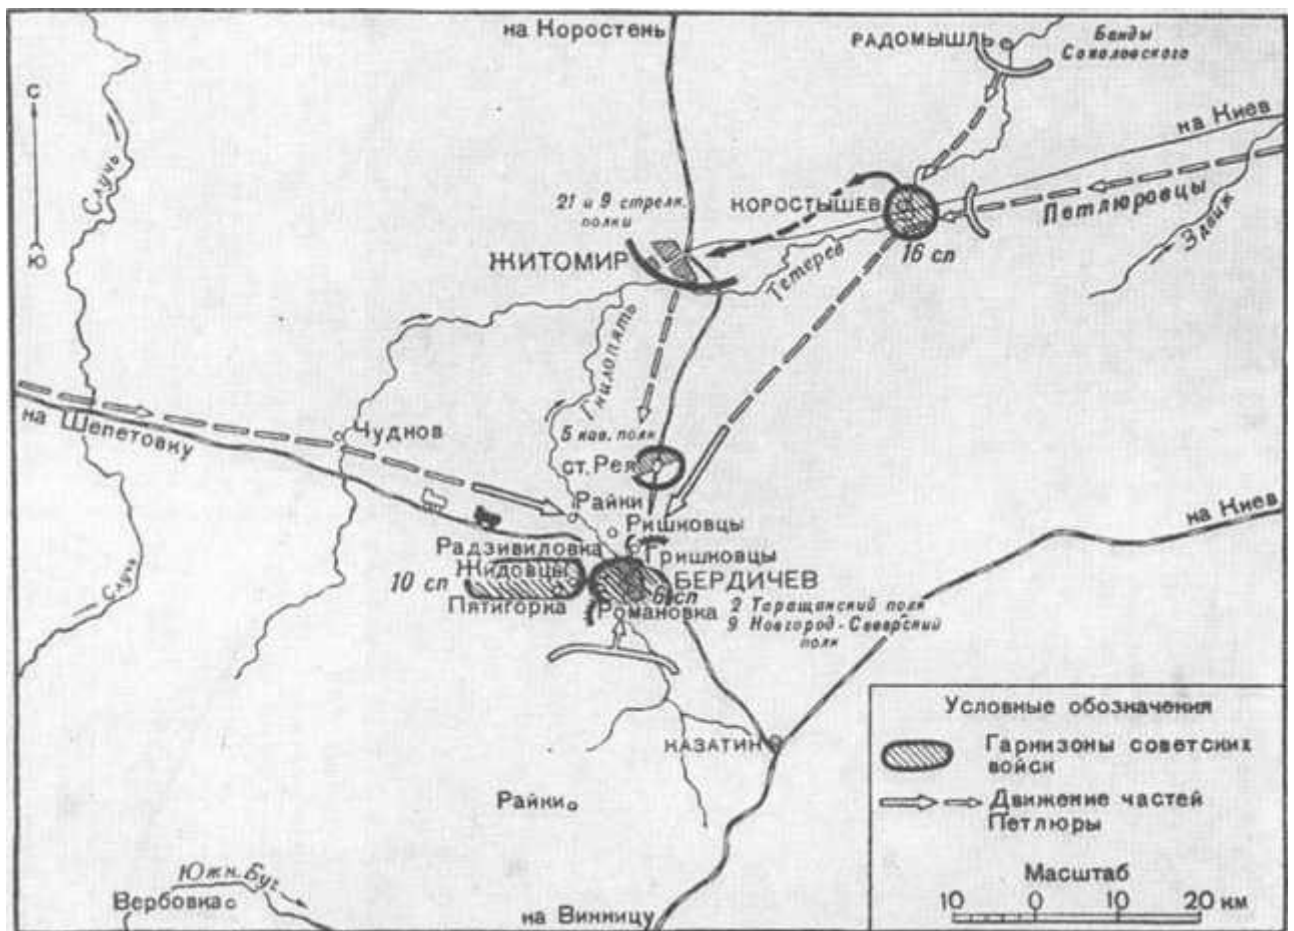 на Коростень
РАДОМЫШЛЬ
Банды
Соколовского
С
Ю
на Киев
Случь
21 и 9 стрелк.
полки
КОРОСТЫШЕВ
Петлюровцы
Здвиж
16 сп
ЖИТОМИР
Тетерев
Гнилопять
на Шепетовку
Чуднов
5 кав. полк
ст. Рея
Райки
Ришковцы
на Киев
Радзивиловка
Гришковцы
10 сп
Жидовцы
БЕРДИЧЕВ
Случь
Пятигорка
Романовка
6 сп
2 Таращанский полк
9 Новгород-Северский
полк
КАЗАТИН
Райки
Южн. Буг
Вербовка
на Винницу
Условные обозначения
Гарнизоны советских
войск
Движение частей
Петлюры
Масштаб
10 0 10 20 км